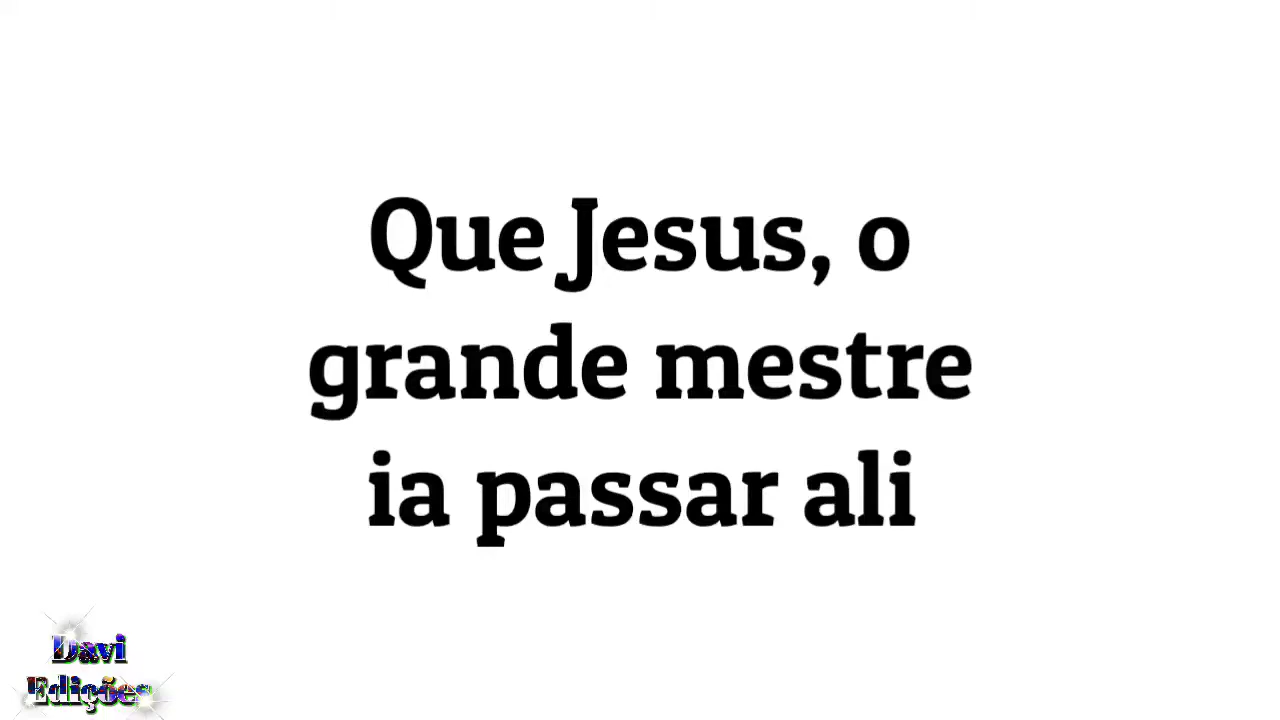 Que Jesus, o
grande mestre
ia passar ali
Davi
Edições